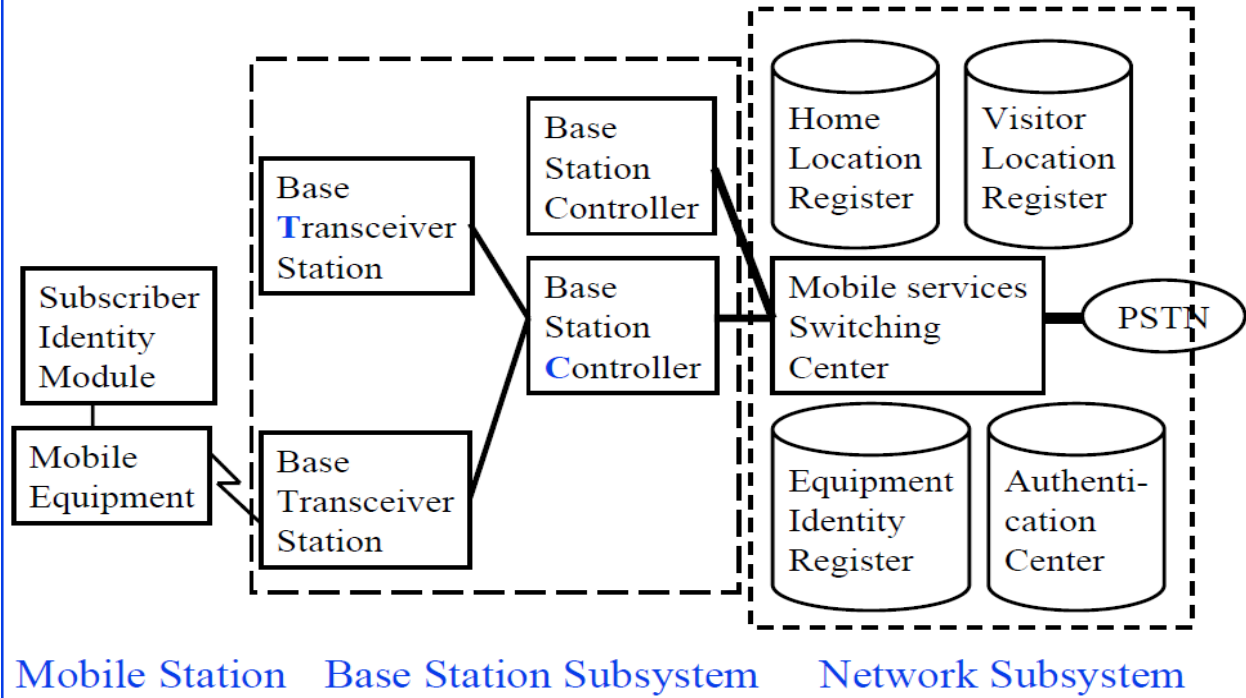 Home
Location
Register
Visitor
Location
Register
Base
Station
Controller
Base
Transceiver
Station
Subscriber
Identity
Module
Base
Station
Controller
Mobile services
Switching
Center
PSTN
Mobile
Equipment
Base
Transceiver
Station
Equipment
Identity
Register
Authenti-
cation
Center
Mobile Station
Base Station Subsystem
Network Subsystem